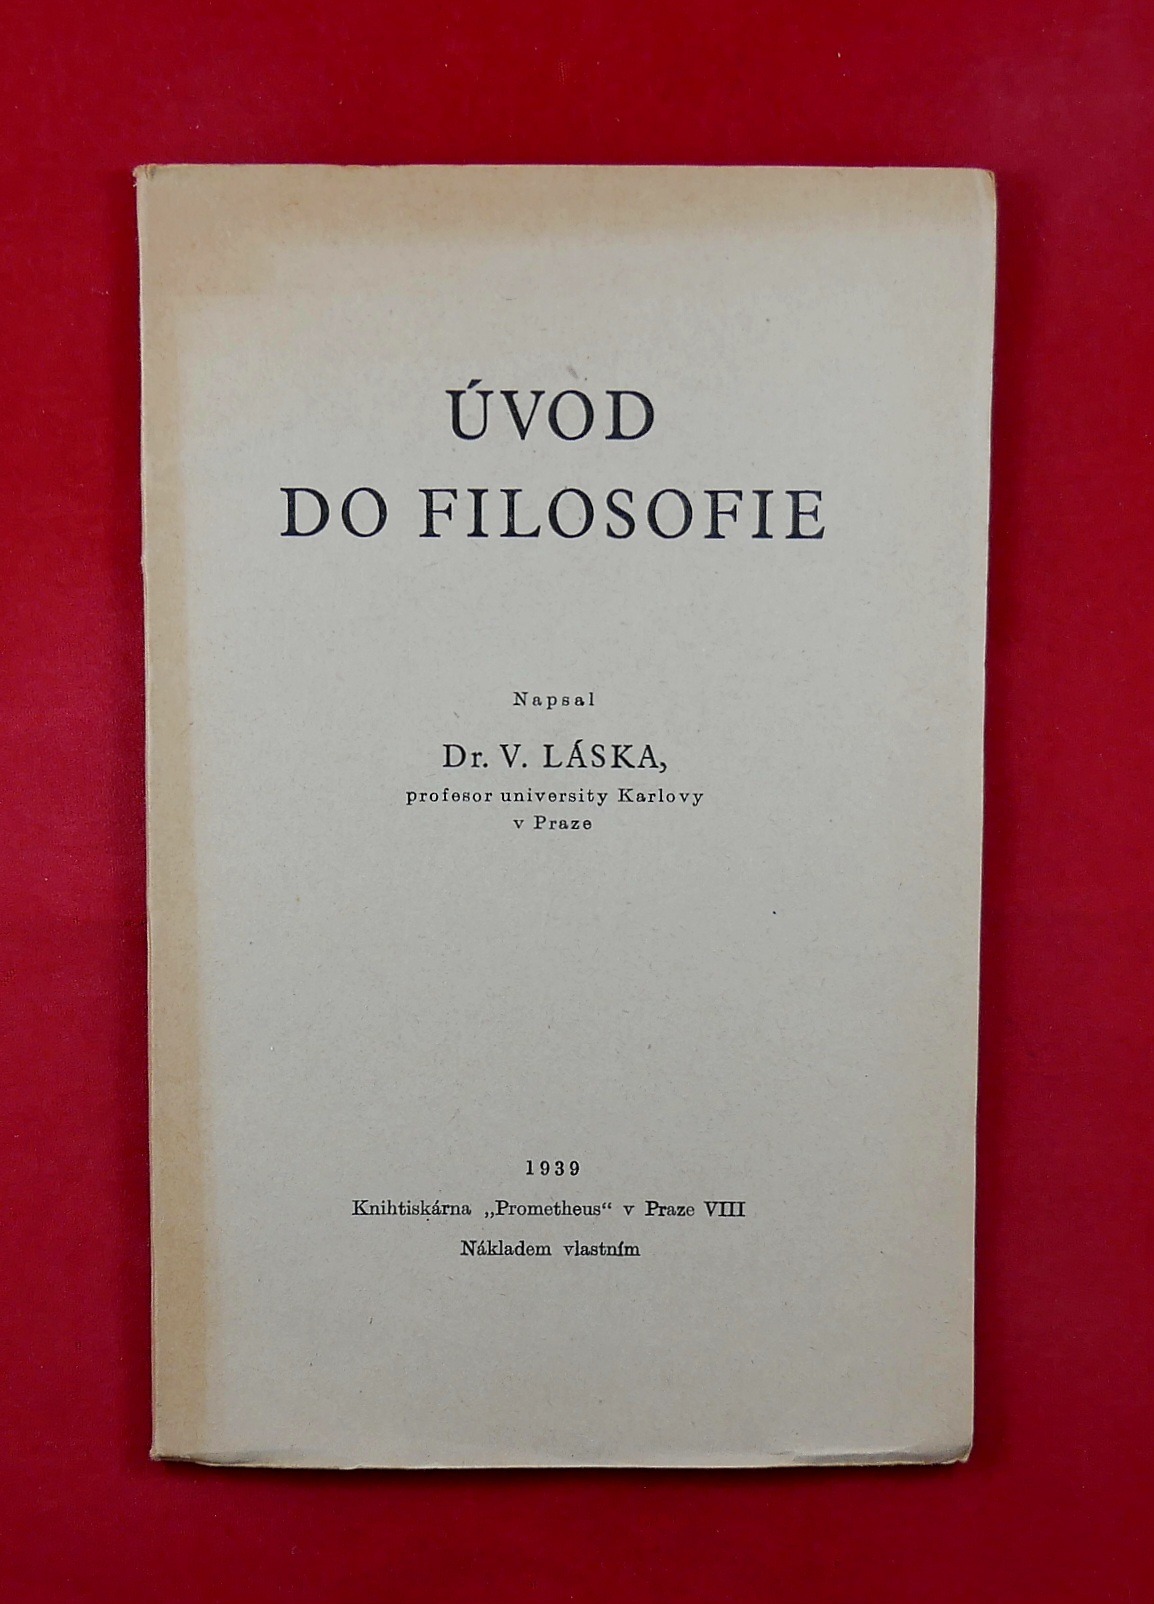 ÚVOD
DO FILOSOFIE
Napsal
Dr. V. LÁSKA,
profesor university Karlovy
v Praze
1939
Knihtiskárna „Prometheus“ v Praze VIII
Nákladem vlastním